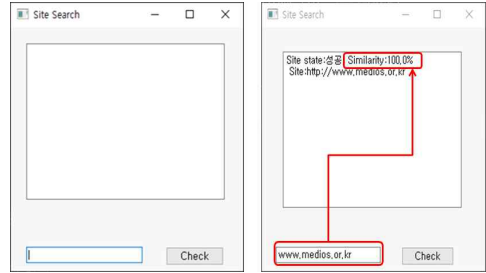 Site Search
Check
Site Search
Site state:성공 Similarity:100,0%
Site:http://www,medios,or,kr
www,medios,or,kr
Check